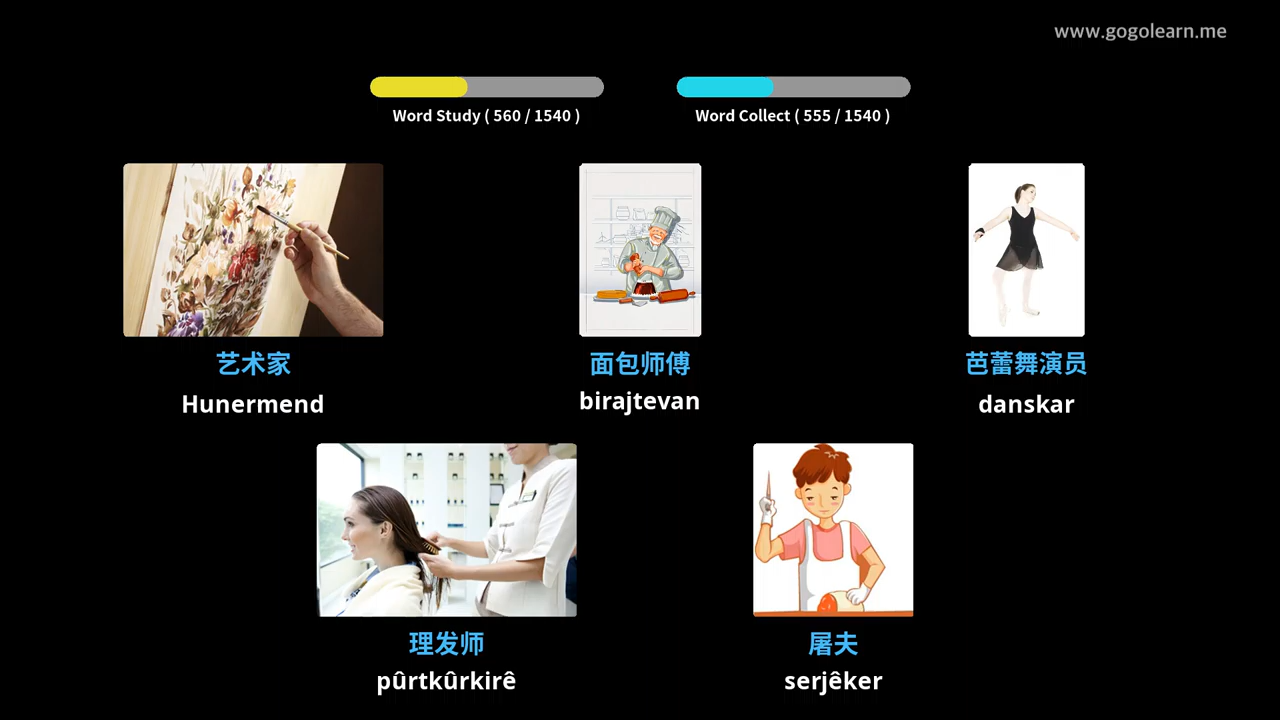 www.gogolearn.me
Word Study ( 560 / 1540 )
Word Collect ( 555 / 1540 )
艺术家
面包师傅
芭蕾舞演员
Hunermend
birajtevan
danskar
理发师
屠夫
pûrtkûrkirê
serjêker